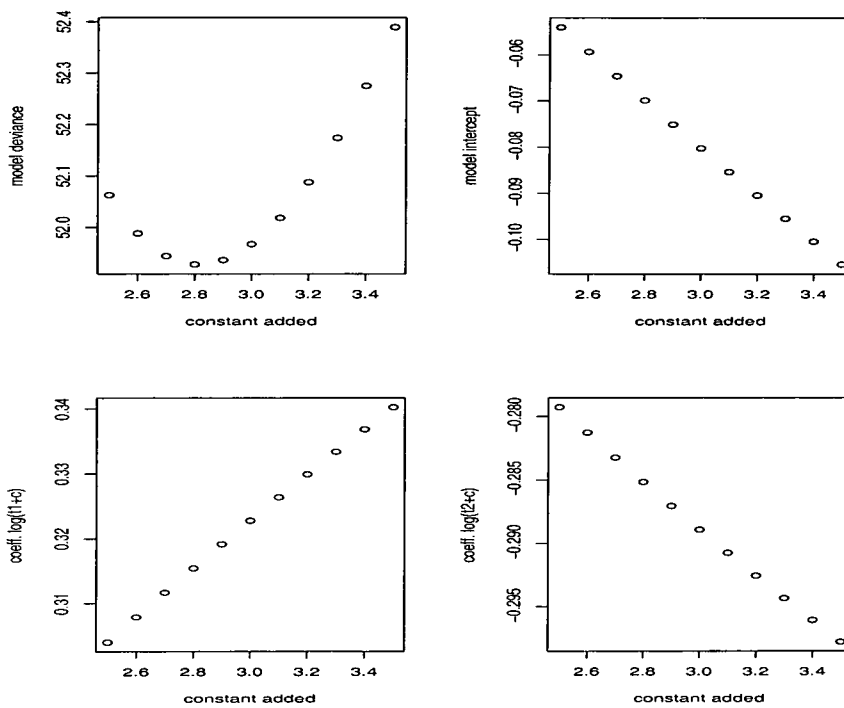 model deviance
52.4
52.3
52.2
52.1
52.0
2.6 2.8 3.0 3.2 3.4
constant added
model intercept
-0.06
-0.07
-0.08
-0.09
-0.10
2.6 2.8 3.0 3.2 3.4
constant added
coeff. log(t1+c)
0.34
0.33
0.32
0.31
2.6 2.8 3.0 3.2 3.4
constant added
coeff. log(t2+c)
-0.280
-0.285
-0.290
-0.295
2.6 2.8 3.0 3.2 3.4
constant added